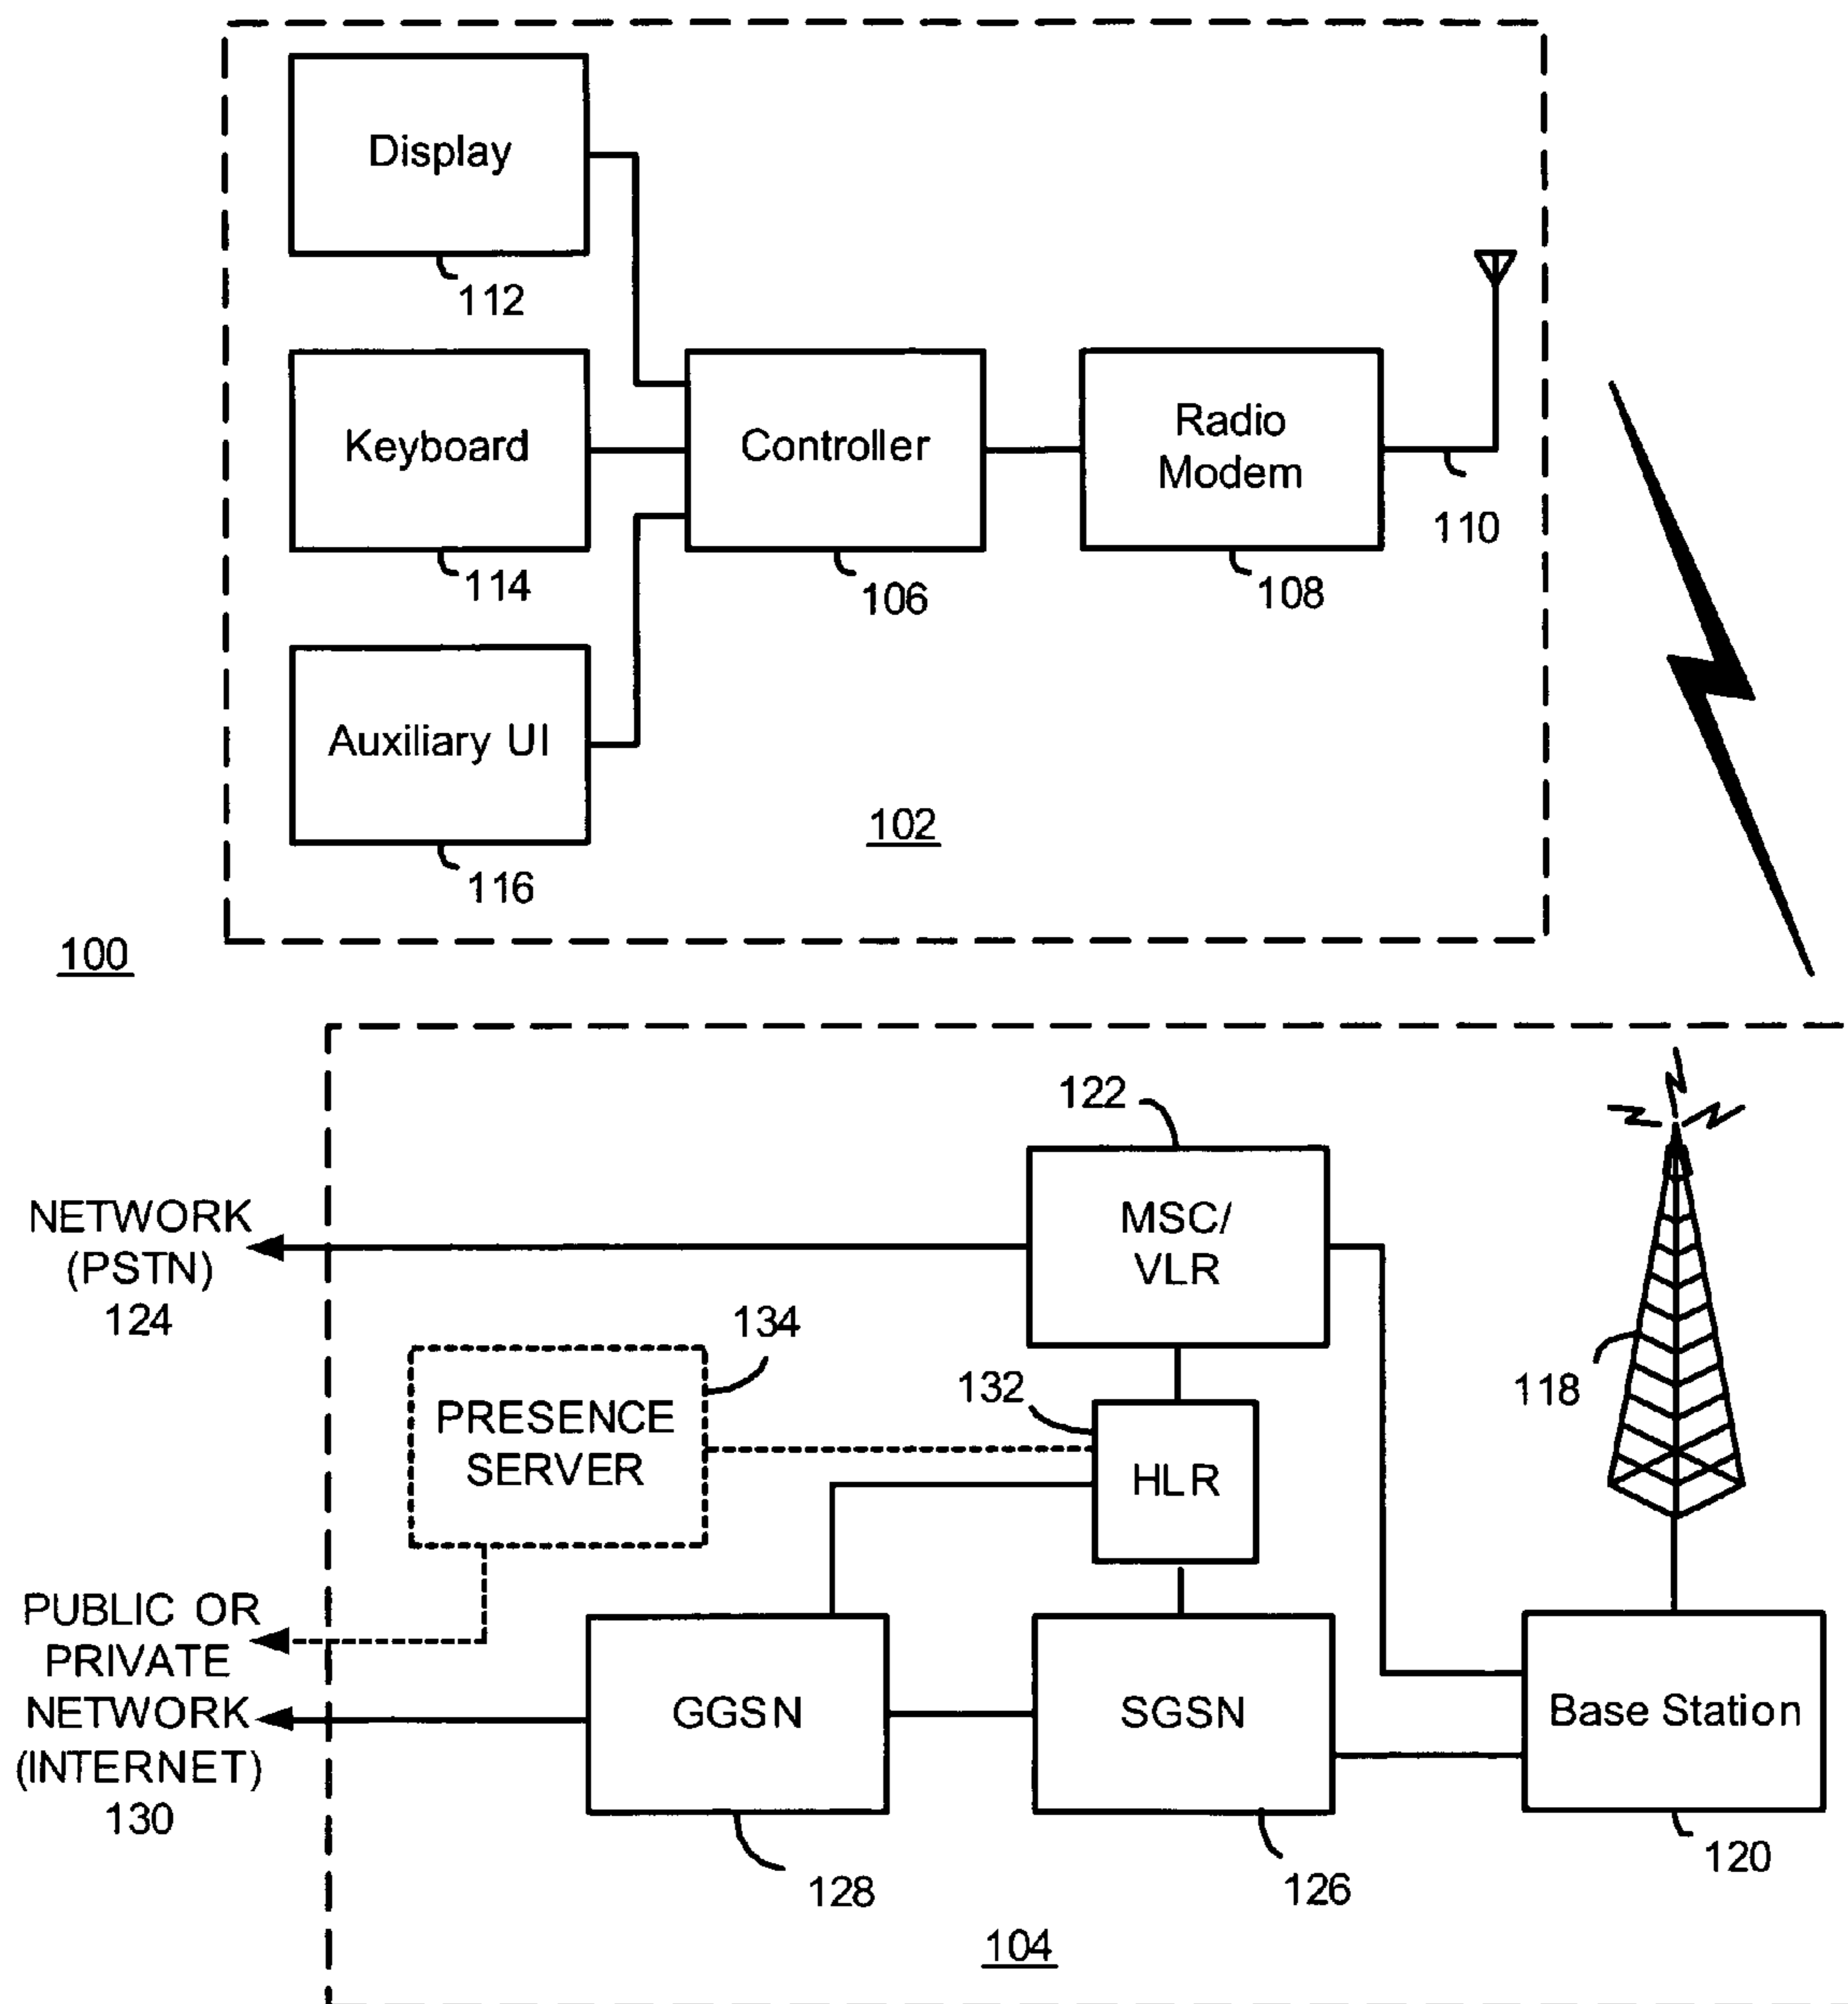 Display
112
Keyboard
114
Controller
106
Radio
Modem
108
110
Auxiliary UI
116
102
100
122
MSC/
VLR
NETWORK
(PSTN)
124
134
PRESENCE
SERVER
132
HLR
118
PUBLIC OR
PRIVATE
NETWORK
(INTERNET)
130
GGSN
128
SGSN
126
Base Station
120
104